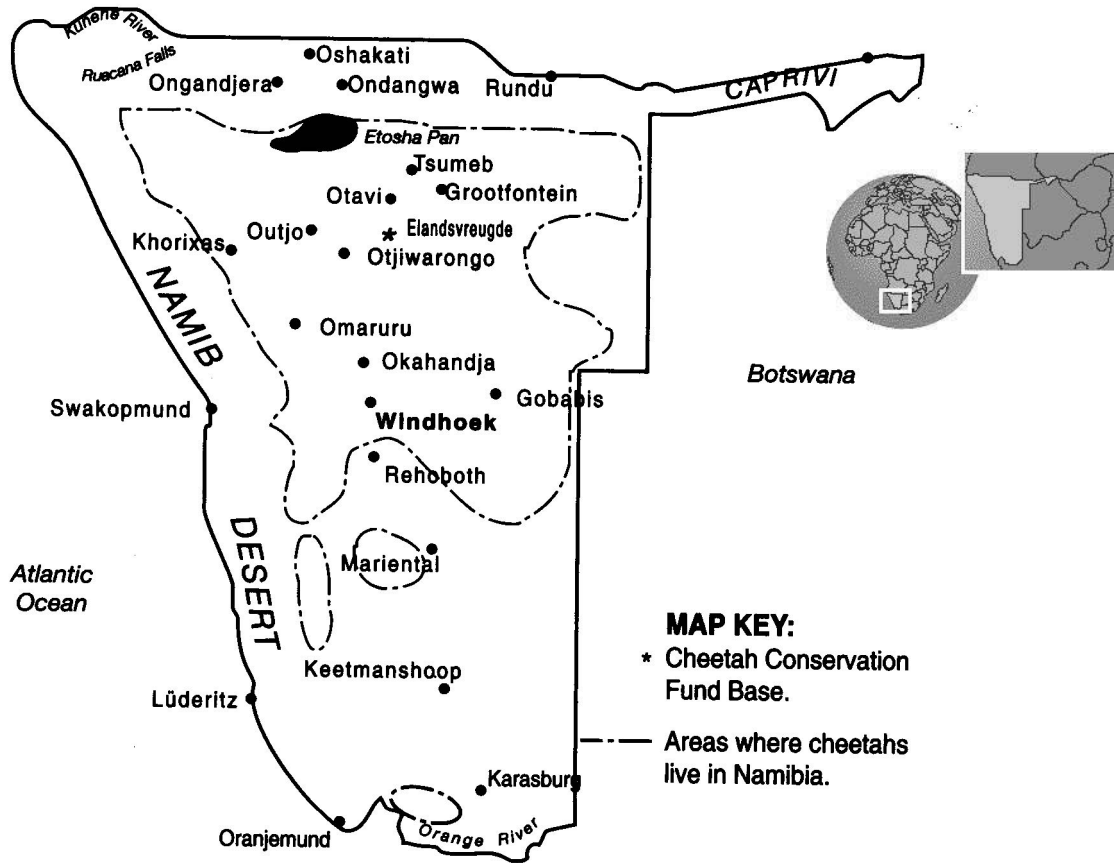 Kunene River
Ruacana Falls
Oshakati
Ongandjera
Ondangwa
Rundu
CAPRIVI
Etosha Pan
Tsumeb
Grootfontein
Otavi
Outjo
Elandsvreugde
Khorixas
*
Otjiwarongo
NAMIB
Omaruru
Okahandja
Botswana
Gobabis
Swakopmund
Windhoek
Rehoboth
DESERT
Mariental
Atlantic
Ocean
MAP KEY:
* Cheetah Conservation
Fund Base.
Keetmanshoop
Lüderitz
Areas where cheetahs
live in Namibia.
Karasburg
Orange River
Oranjemund